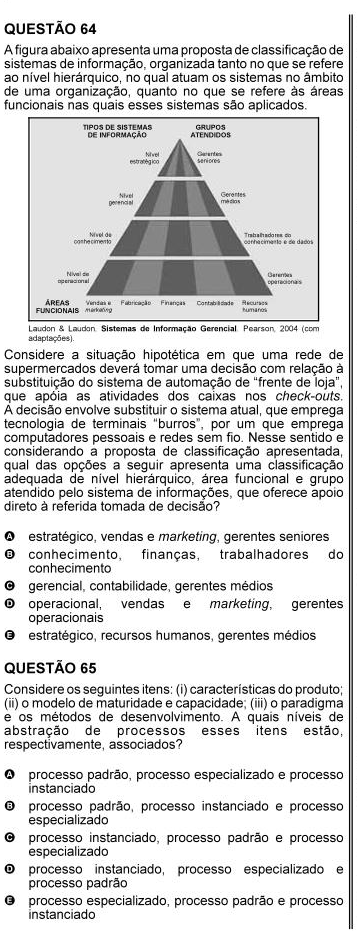 QUESTÃO 64
A figura abaixo apresenta uma proposta de classificação de
sistemas de informação, organizada tanto no que se refere
ao nível hierárquico, no qual atuam os sistemas no âmbito
de uma organização, quanto no que se refere às áreas
funcionais nas quais esses sistemas são aplicados.
TIPOS DE SISTEMAS
DE INFORMAÇÃO
GRUPOS
ATENDIDOS
Nível
estratégico
Gerentes
seniores
Nível
gerencial
Gerentes
médios
Nível de
conhecimento
Trabalhadores do
conhecimento e de dados
Nível de
operacional
Gerentes
operacionais
ÁREAS
FUNCIONAIS
Vendas e
marketing
Fabricação
Finanças
Contabilidade
Recursos
humanos
Laudon & Laudon. Sistemas de Informação Gerencial. Pearson, 2004 (com
adaptações).
Considere a situação hipotética em que uma rede de
supermercados deverá tomar uma decisão com relação à
substituição do sistema de automação de “frente de loja”,
que apóia as atividades dos caixas nos check-outs.
A decisão envolve substituir o sistema atual, que emprega
tecnologia de terminais “burros”, por um que emprega
computadores pessoais e redes sem fio. Nesse sentido e
considerando a proposta de classificação apresentada,
qual das opções a seguir apresenta uma classificação
adequada de nível hierárquico, área funcional e grupo
atendido pelo sistema de informações, que oferece apoio
direto à referida tomada de decisão?
A estratégico, vendas e marketing, gerentes seniores
B conhecimento, finanças, trabalhadores do
conhecimento
C gerencial, contabilidade, gerentes médios
D operacional, vendas e marketing, gerentes
operacionais
E estratégico, recursos humanos, gerentes médios
QUESTÃO 65
Considere os seguintes itens: (i) características do produto;
(ii) o modelo de maturidade e capacidade; (iii) o paradigma
e os métodos de desenvolvimento. A quais níveis de
abstração de processos esses itens estão,
respectivamente, associados?
A processo padrão, processo especializado e processo
instanciado
B processo padrão, processo instanciado e processo
especializado
C processo instanciado, processo padrão e processo
especializado
D processo instanciado, processo especializado e
processo padrão
E processo especializado, processo padrão e processo
instanciado